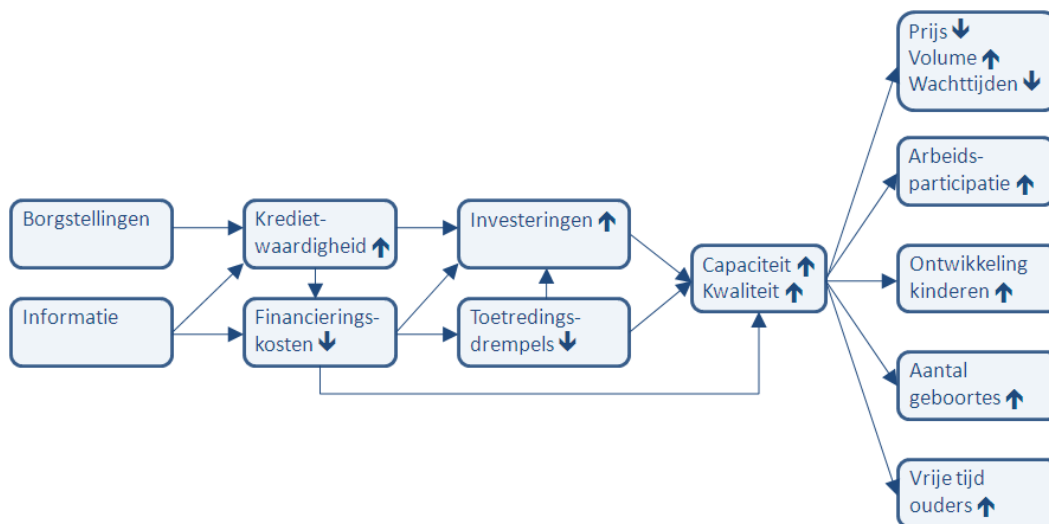 Borgstellingen
Informatie
Krediet-
waardigheid ↑
Financierings-
kosten ↓
Investeringen ↑
Toetredings-
drempels ↓
Capaciteit ↑
Kwaliteit ↑
Prijs ↓
Volume ↑
Wachttijden ↓
Arbeids-
participatie ↑
Ontwikkeling
kinderen ↑
Aantal
geboortes ↑
Vrije tijd
ouders ↑